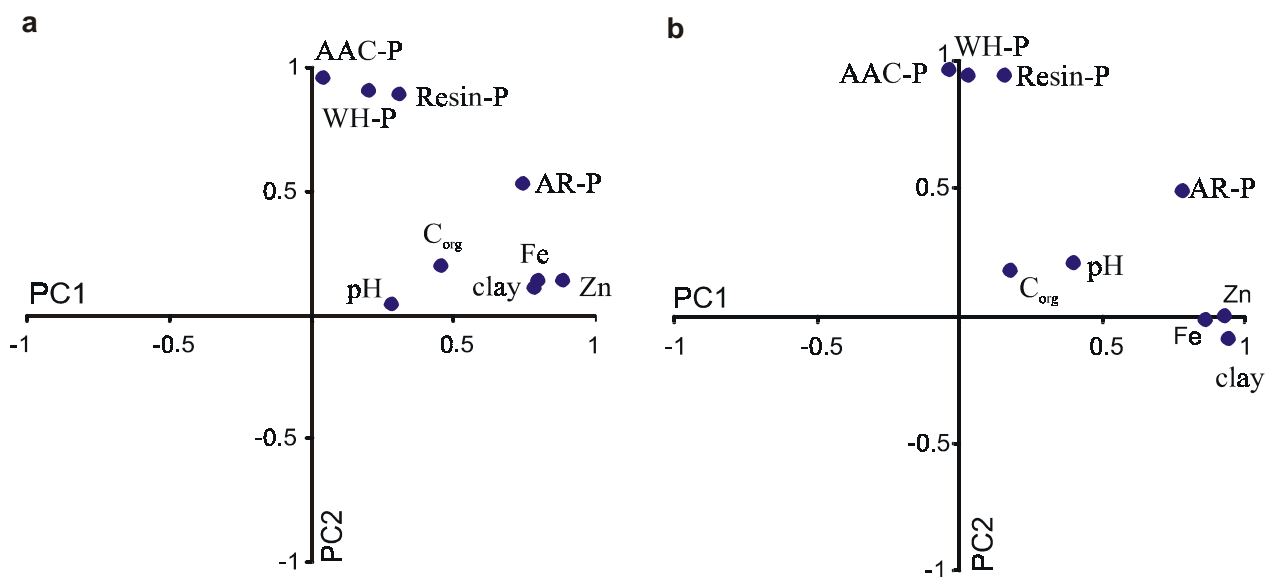 a
AAC-P
1
Resin-P
WH-P
0.5
AR-P
Corg
Fe
clay
Zn
pH
PC1
-1
-0.5
0.5
1
-0.5
PC2
-1
b
WH-P
1
AAC-P
Resin-P
0.5
AR-P
pH
Corg
PC1
Zn
-1
-0.5
0.5
Fe
1
clay
-0.5
PC2
-1